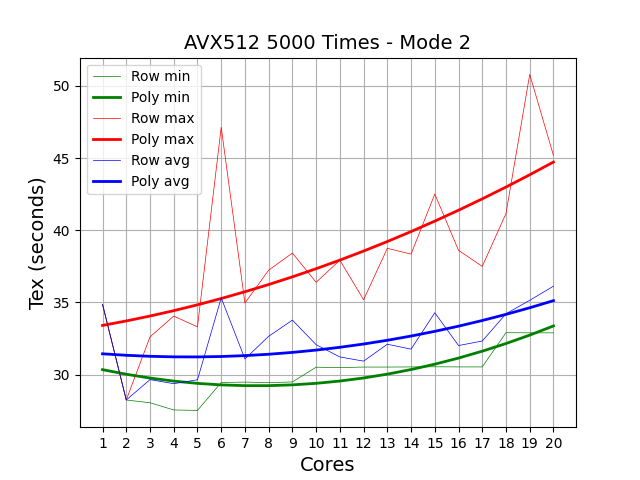 AVX512 5000 Times - Mode 2
Row min
Poly min
Row max
Poly max
Row avg
Poly avg
50
45
40
35
30
Tex (seconds)
1 2 3 4 5 6 7 8 9 10 11 12 13 14 15 16 17 18 19 20
Cores